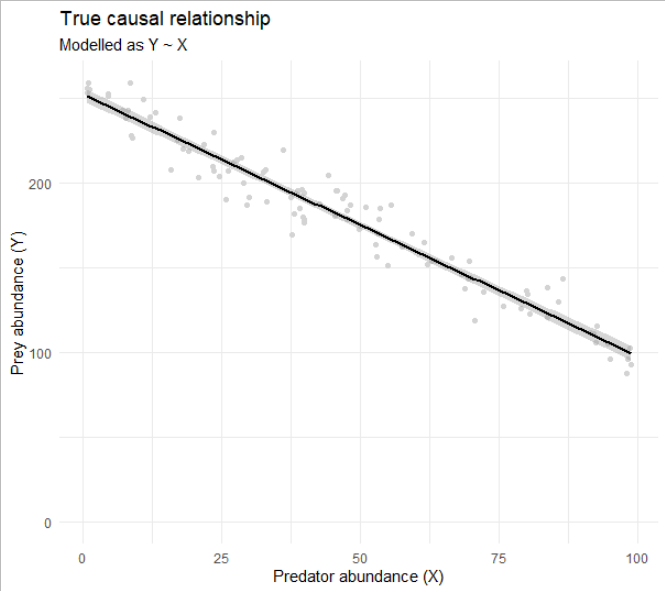 True causal relationship
Modelled as Y ~ X
Prey abundance (Y)
200
100
0
0 25 50 75 100
Predator abundance (X)